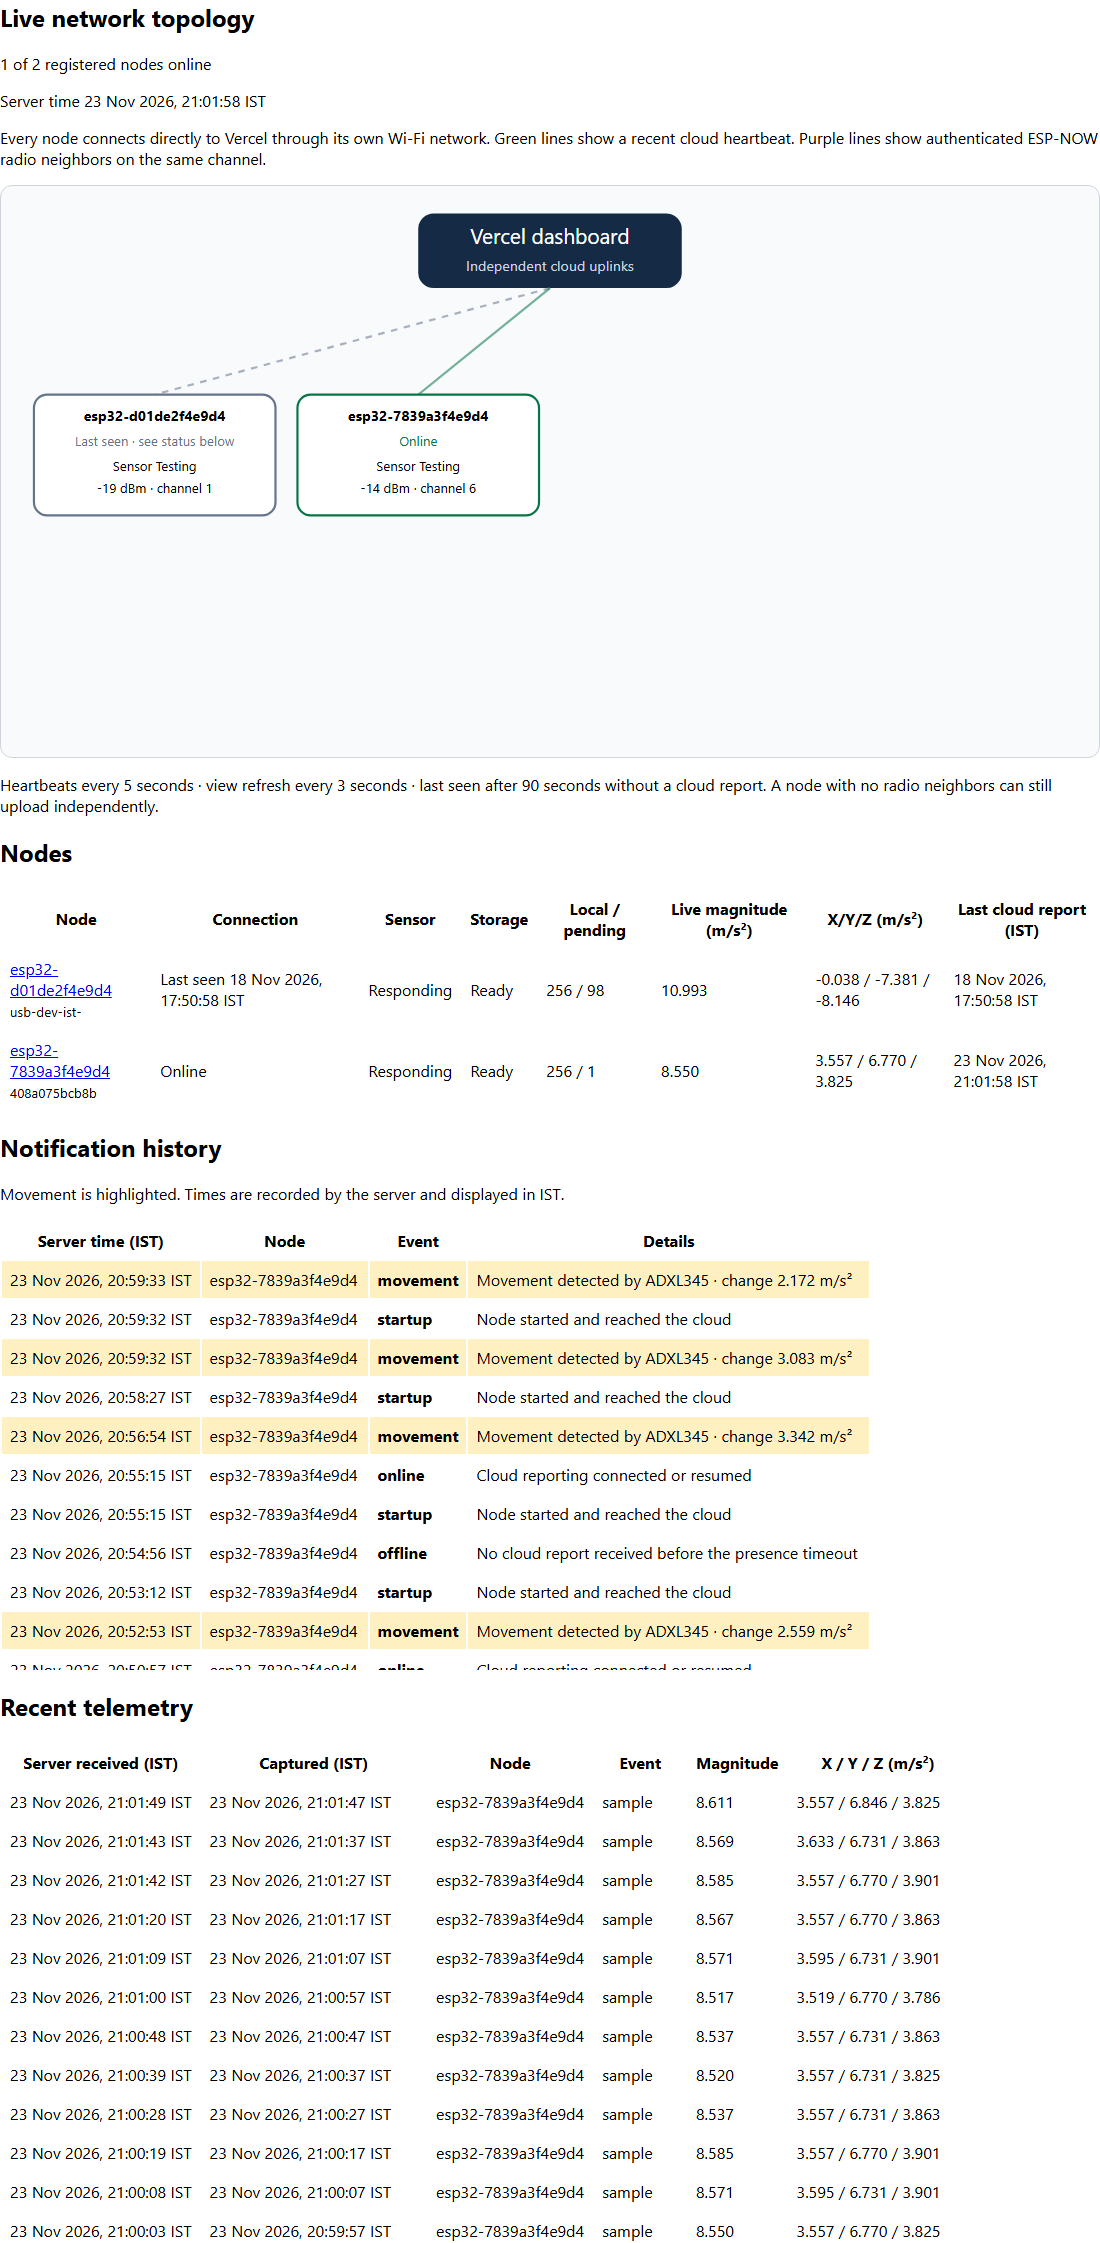 Live network topology
1 of 2 registered nodes online
Server time 23 Nov 2026, 21:01:58 IST
Every node connects directly to Vercel through its own Wi-Fi network. Green lines show a recent cloud heartbeat. Purple lines show authenticated ESP-NOW
radio neighbors on the same channel.
Vercel dashboard
Independent cloud uplinks
esp32-d01de2f4e9d4
Last seen · see status below
Sensor Testing
-19 dBm · channel 1
esp32-7839a3f4e9d4
Online
Sensor Testing
-14 dBm · channel 6
Heartbeats every 5 seconds · view refresh every 3 seconds · last seen after 90 seconds without a cloud report. A node with no radio neighbors can still
upload independently.
Nodes
Node Connection Sensor Storage Local / pending Live magnitude (m/s²) X/Y/Z (m/s²) Last cloud report (IST)
esp32-d01de2f4e9d4 usb-dev-ist- Last seen 18 Nov 2026, 17:50:58 IST Responding Ready 256 / 98 10.993 -0.038 / -7.381 / -8.146 18 Nov 2026, 17:50:58 IST
esp32-7839a3f4e9d4 408a075bcb8b Online Responding Ready 256 / 1 8.550 3.557 / 6.770 / 3.825 23 Nov 2026, 21:01:58 IST
Notification history
Movement is highlighted. Times are recorded by the server and displayed in IST.
Server time (IST) Node Event Details
23 Nov 2026, 20:59:33 IST esp32-7839a3f4e9d4 movement Movement detected by ADXL345 · change 2.172 m/s²
23 Nov 2026, 20:59:32 IST esp32-7839a3f4e9d4 startup Node started and reached the cloud
23 Nov 2026, 20:59:32 IST esp32-7839a3f4e9d4 movement Movement detected by ADXL345 · change 3.083 m/s²
23 Nov 2026, 20:58:27 IST esp32-7839a3f4e9d4 startup Node started and reached the cloud
23 Nov 2026, 20:56:54 IST esp32-7839a3f4e9d4 movement Movement detected by ADXL345 · change 3.342 m/s²
23 Nov 2026, 20:55:15 IST esp32-7839a3f4e9d4 online Cloud reporting connected or resumed
23 Nov 2026, 20:55:15 IST esp32-7839a3f4e9d4 startup Node started and reached the cloud
23 Nov 2026, 20:54:56 IST esp32-7839a3f4e9d4 offline No cloud report received before the presence timeout
23 Nov 2026, 20:53:12 IST esp32-7839a3f4e9d4 startup Node started and reached the cloud
23 Nov 2026, 20:52:53 IST esp32-7839a3f4e9d4 movement Movement detected by ADXL345 · change 2.559 m/s²
23 Nov 2026, 20:50:57 IST esp32-7839a3f4e9d4 online Cloud reporting connected or resumed
Recent telemetry
Server received (IST) Captured (IST) Node Event Magnitude X / Y / Z (m/s²)
23 Nov 2026, 21:01:49 IST 23 Nov 2026, 21:01:47 IST esp32-7839a3f4e9d4 sample 8.611 3.557 / 6.846 / 3.825
23 Nov 2026, 21:01:43 IST 23 Nov 2026, 21:01:37 IST esp32-7839a3f4e9d4 sample 8.569 3.633 / 6.731 / 3.863
23 Nov 2026, 21:01:42 IST 23 Nov 2026, 21:01:27 IST esp32-7839a3f4e9d4 sample 8.585 3.557 / 6.770 / 3.901
23 Nov 2026, 21:01:20 IST 23 Nov 2026, 21:01:17 IST esp32-7839a3f4e9d4 sample 8.567 3.557 / 6.770 / 3.863
23 Nov 2026, 21:01:09 IST 23 Nov 2026, 21:01:07 IST esp32-7839a3f4e9d4 sample 8.571 3.595 / 6.731 / 3.901
23 Nov 2026, 21:01:00 IST 23 Nov 2026, 21:00:57 IST esp32-7839a3f4e9d4 sample 8.517 3.519 / 6.770 / 3.786
23 Nov 2026, 21:00:48 IST 23 Nov 2026, 21:00:47 IST esp32-7839a3f4e9d4 sample 8.537 3.557 / 6.731 / 3.863
23 Nov 2026, 21:00:39 IST 23 Nov 2026, 21:00:37 IST esp32-7839a3f4e9d4 sample 8.520 3.557 / 6.731 / 3.825
23 Nov 2026, 21:00:28 IST 23 Nov 2026, 21:00:27 IST esp32-7839a3f4e9d4 sample 8.537 3.557 / 6.731 / 3.863
23 Nov 2026, 21:00:19 IST 23 Nov 2026, 21:00:17 IST esp32-7839a3f4e9d4 sample 8.585 3.557 / 6.770 / 3.901
23 Nov 2026, 21:00:08 IST 23 Nov 2026, 21:00:07 IST esp32-7839a3f4e9d4 sample 8.571 3.595 / 6.731 / 3.901
23 Nov 2026, 21:00:03 IST 23 Nov 2026, 20:59:57 IST esp32-7839a3f4e9d4 sample 8.550 3.557 / 6.770 / 3.825